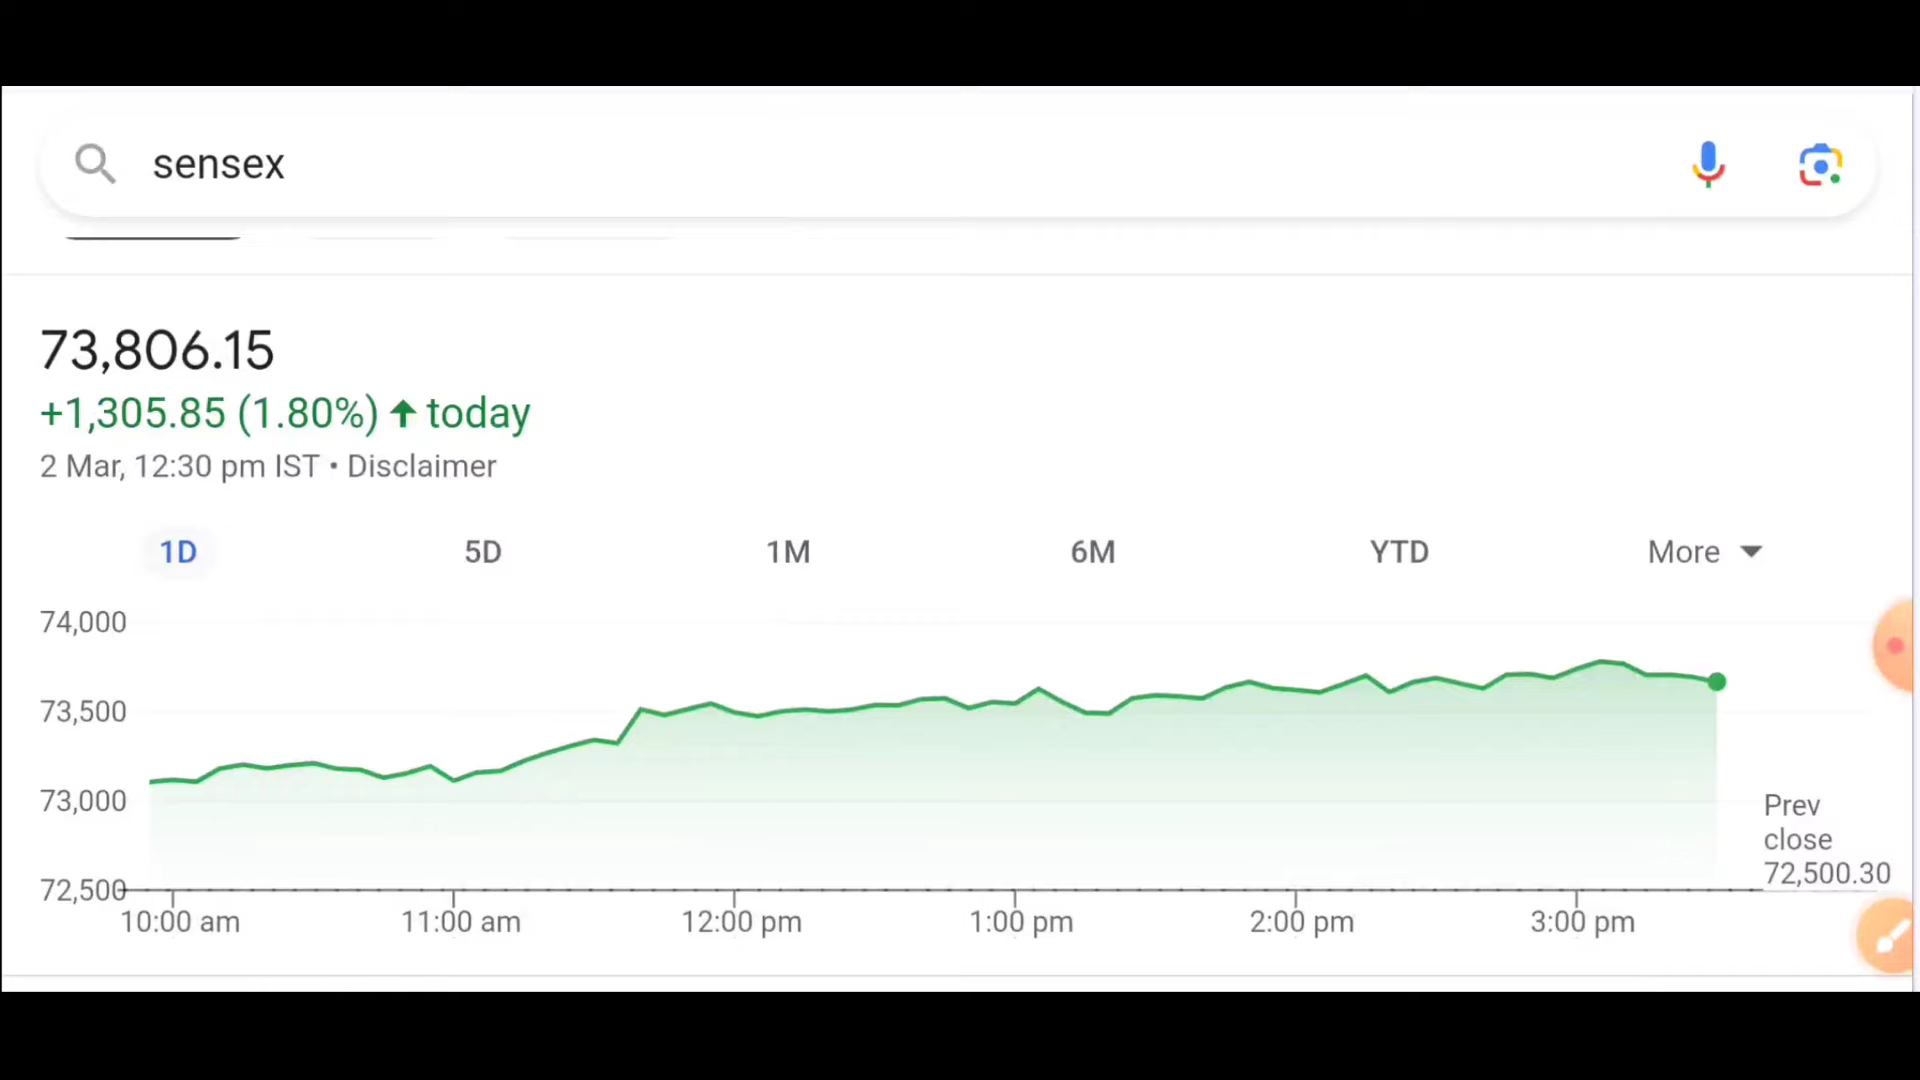 sensex
73,806.15
+1,305.85 (1.80%) ↑ today
2 Mar, 12:30 pm IST • Disclaimer
1D 5D 1M 6M YTD More
74,000
73,500
73,000
72,500
Prev
close
72,500.30
10:00 am 11:00 am 12:00 pm 1:00 pm 2:00 pm 3:00 pm